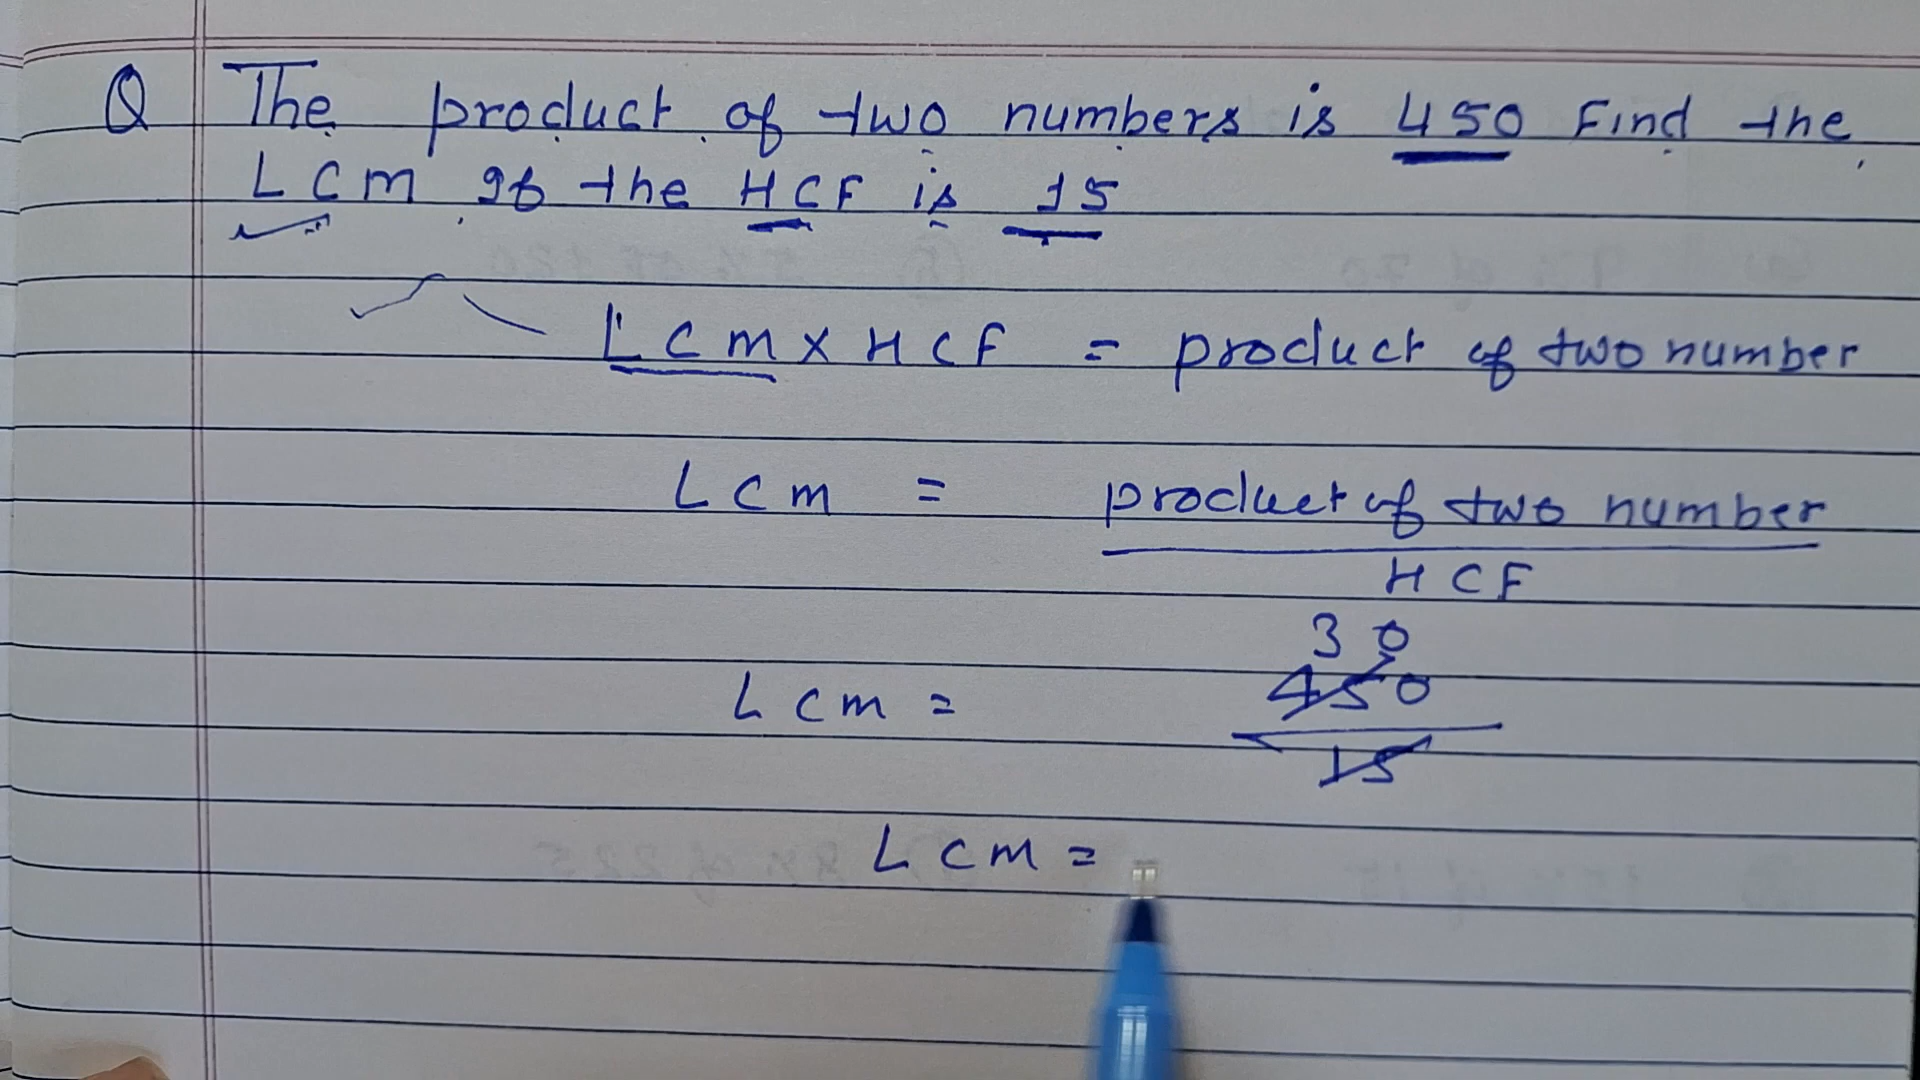 Q The product of two numbers is 450 Find the
LCM If the HCF is 15
LCM x HCF = product of two number
LCM = product of two number
HCF
30
LCM = 450
15
LCM =